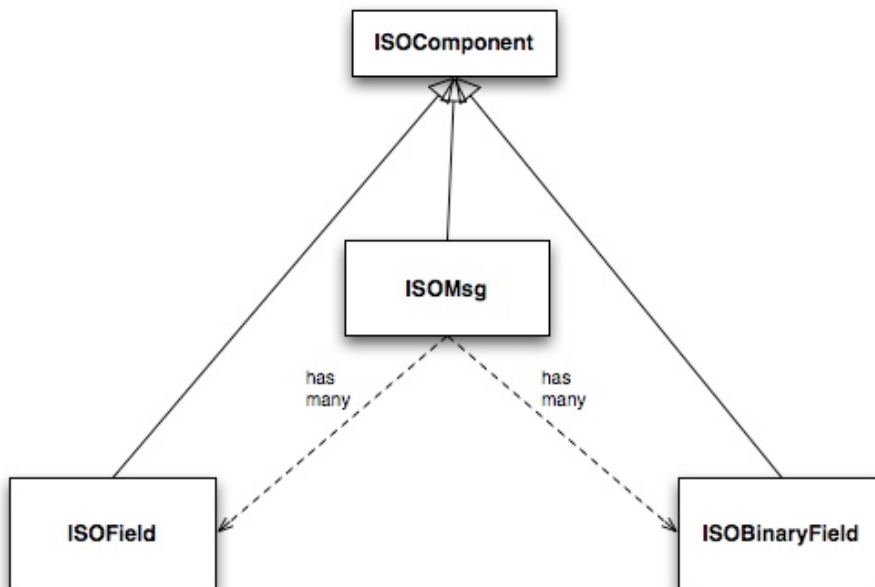 ISOComponent
ISOMsg
has
many
has
many
ISOField
ISOBinaryField